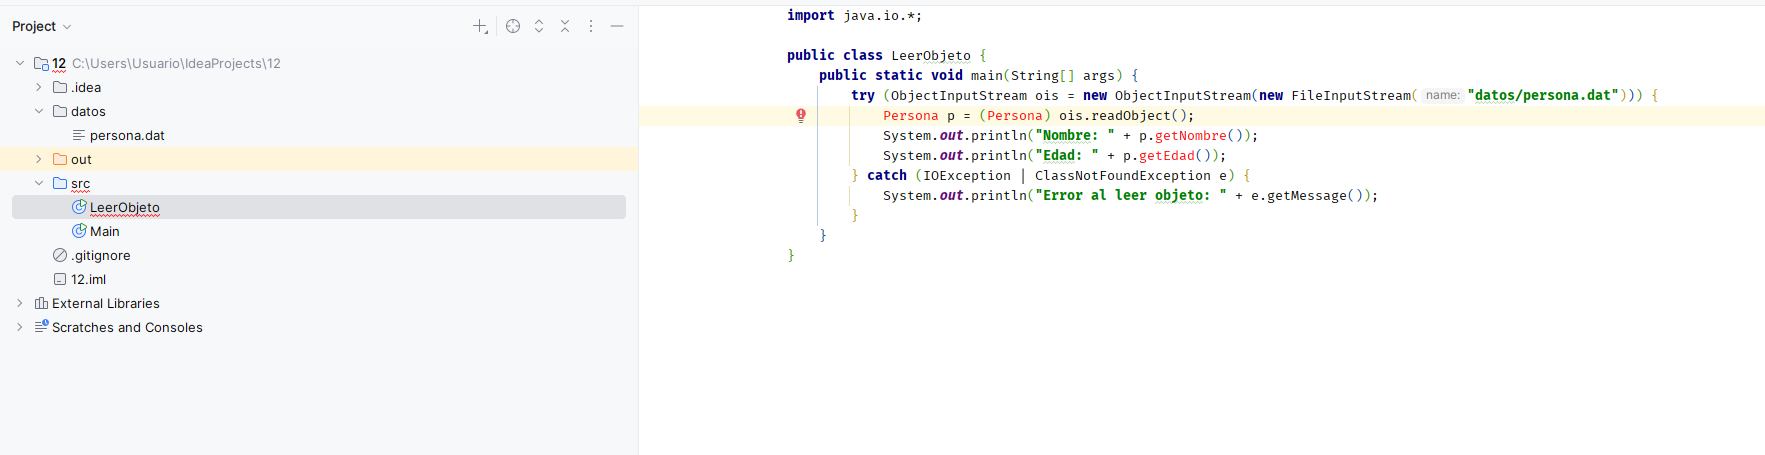 Project
12 C:\Users\Usuario\IdeaProjects\12
.idea
datos
persona.dat
out
src
LeerObjeto
Main
.gitignore
12.iml
External Libraries
Scratches and Consoles
import java.io.*;
public class LeerObjeto {
public static void main(String[] args) {
try (ObjectInputStream ois = new ObjectInputStream(new FileInputStream( name: "datos/persona.dat"))) {
Persona p = (Persona) ois.readObject();
System.out.println("Nombre: " + p.getNombre());
System.out.println("Edad: " + p.getEdad());
} catch (IOException | ClassNotFoundException e) {
System.out.println("Error al leer objeto: " + e.getMessage());
}
}
}